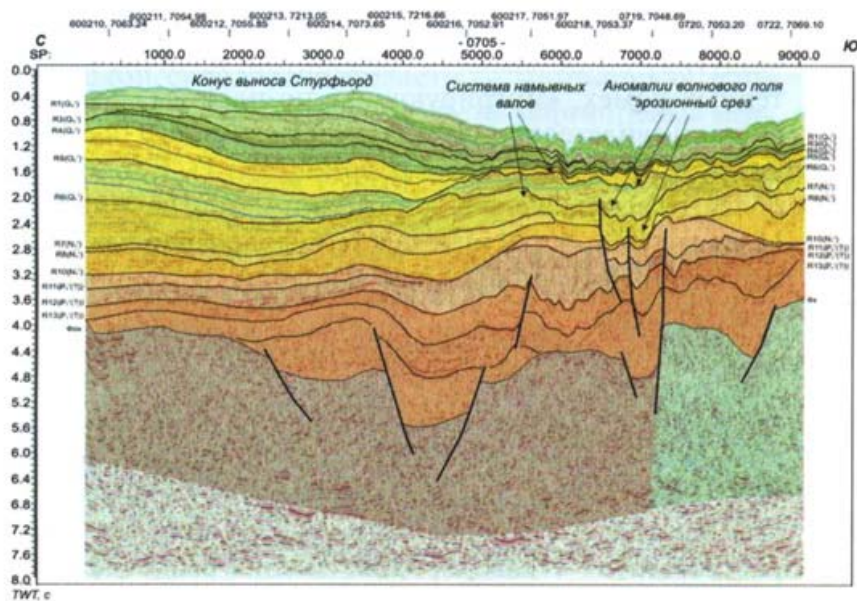 600211, 7054.98 600213, 7213.05 600215, 7216.86 600217, 7051.97 0719, 7048.69 0722, 7069.10
600210, 7063.24 600212, 7055.85 600214, 7073.65 600216, 7052.91 600218, 7053.37 0720, 7053.20
С - 0705 - Ю
SP: 1000.0 2000.0 3000.0 4000.0 5000.0 6000.0 7000.0 8000.0 9000.0
Конус выноса Стурфьорд
Система намывных валов
Аномалии волнового поля "эрозионный срез"
0.0
0.4
0.8
1.2
1.6
2.0
2.4
2.8
3.2
3.6
4.0
4.4
4.8
5.2
5.6
6.0
6.4
6.8
7.2
7.6
8.0
TWT, с